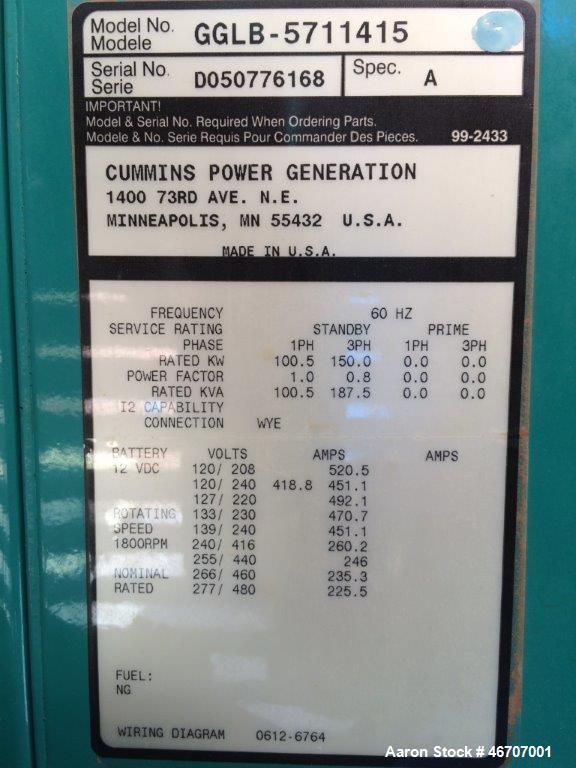 Model No. GGLB-5711415
Modele
Serial No. D050776168 Spec. A
Serie
IMPORTANT!
Model & Serial No. Required When Ordering Parts.
Modele & No. Serie Requis Pour Commander Des Pieces. 99-2433
CUMMINS POWER GENERATION
1400 73RD AVE. N.E.
MINNEAPOLIS, MN 55432 U.S.A.
MADE IN U.S.A.
FREQUENCY 60 HZ
SERVICE RATING STANDBY PRIME
PHASE 1PH 3PH 1PH 3PH
RATED KW 100.5 150.0 0.0 0.0
POWER FACTOR 1.0 0.8 0.0 0.0
RATED KVA 100.5 187.5 0.0 0.0
I2 CAPABILITY
CONNECTION WYE
BATTERY VOLTS AMPS AMPS
12 VDC 120/ 208 520.5
120/ 240 418.8 451.1
127/ 220 492.1
ROTATING 133/ 230 470.7
SPEED 139/ 240 451.1
1800RPM 240/ 416 260.2
255/ 440 246
NOMINAL 266/ 460 235.3
RATED 277/ 480 225.5
FUEL:
NG
WIRING DIAGRAM 0612-6764
Aaron Stock # 46707001